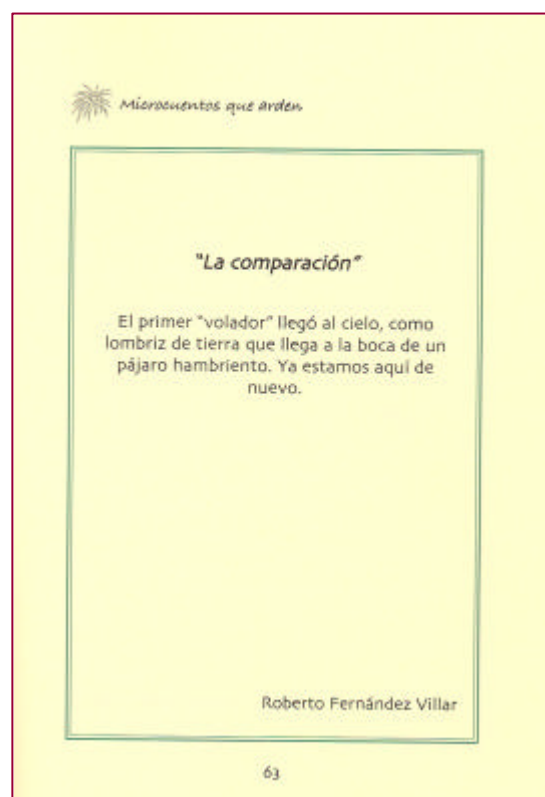 Microcuentos que arden
"La comparación"
El primer "volador" llegó al cielo, como
lombriz de tierra que llega a la boca de un
pájaro hambriento. Ya estamos aquí de
nuevo.
Roberto Fernández Villar
63